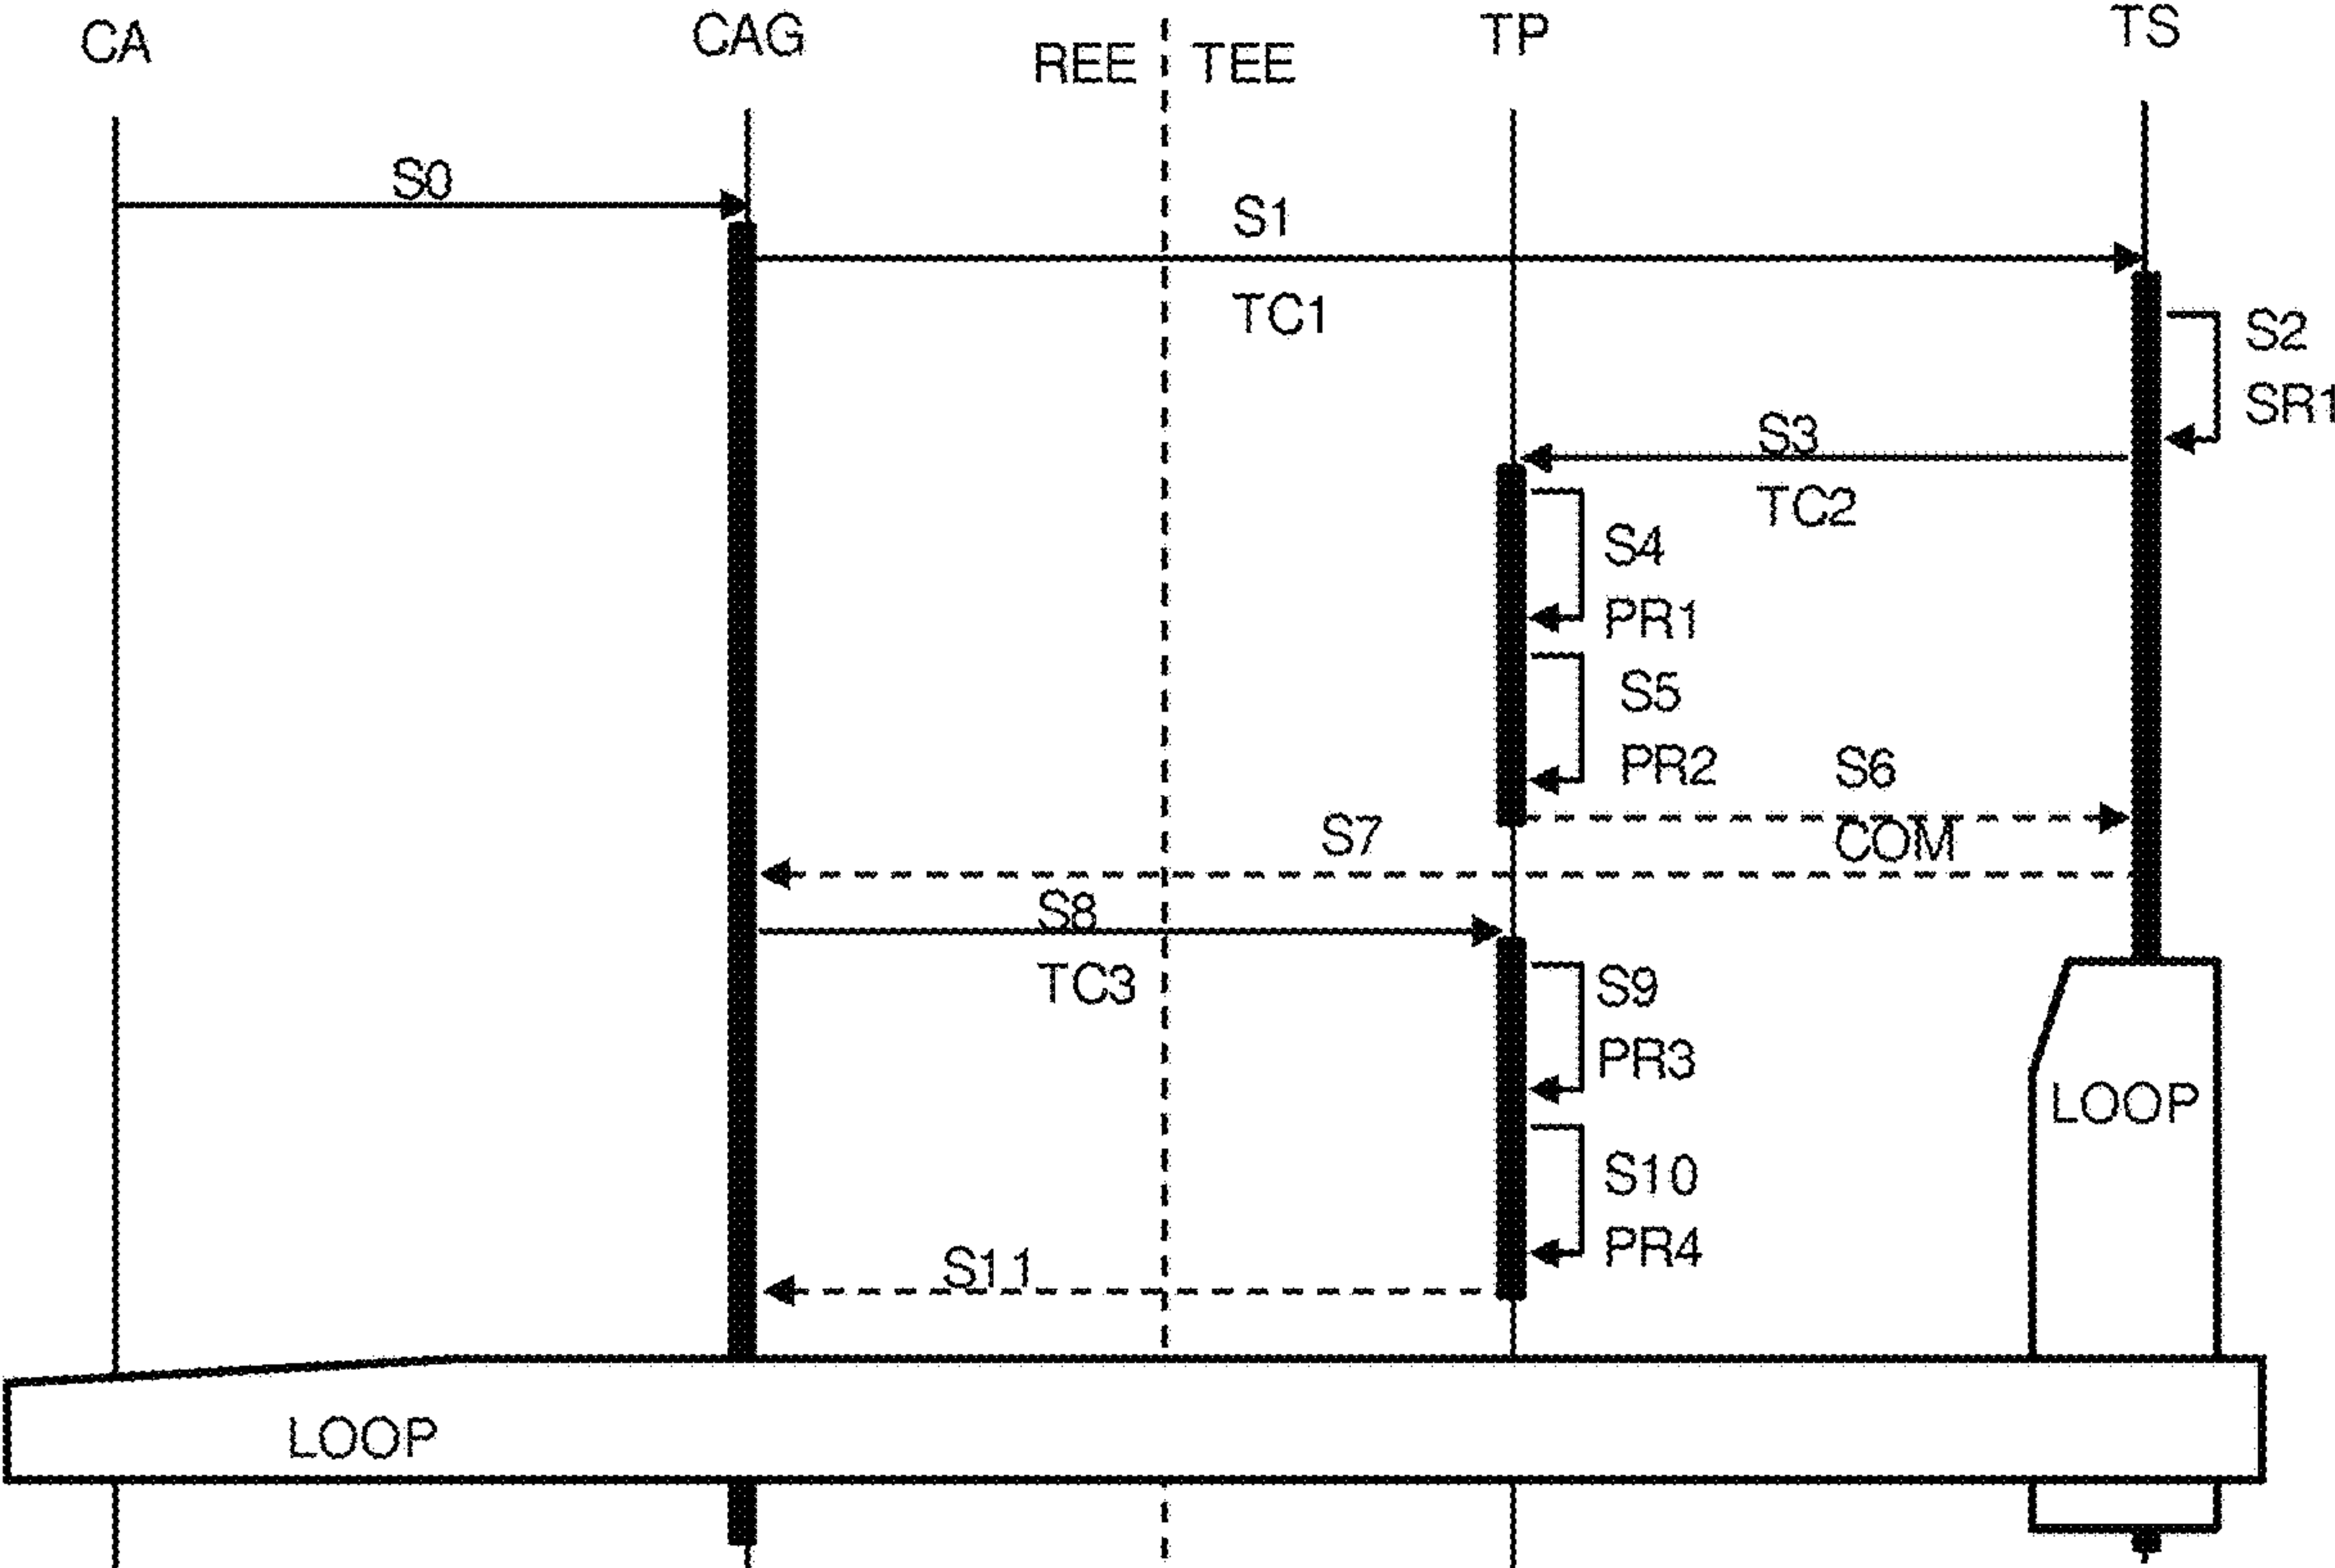 CA
CAG
REE
TEE
TP
TS
S0
S1
TC1
S2
SR1
S3
TC2
S4
PR1
S5
PR2
S6
COM
S7
S8
TC3
S9
PR3
S10
PR4
S11
LOOP
LOOP